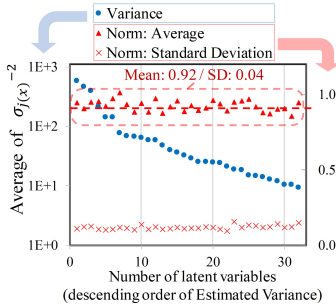 Variance
Norm: Average
Norm: Standard Deviation
Mean: 0.92 / SD: 0.04
Average of σj(x)⁻²
1E+3
1E+2
1E+1
1E+0
1.0
0.5
0.0
0 10 20 30
Number of latent variables
(descending order of Estimated Variance)